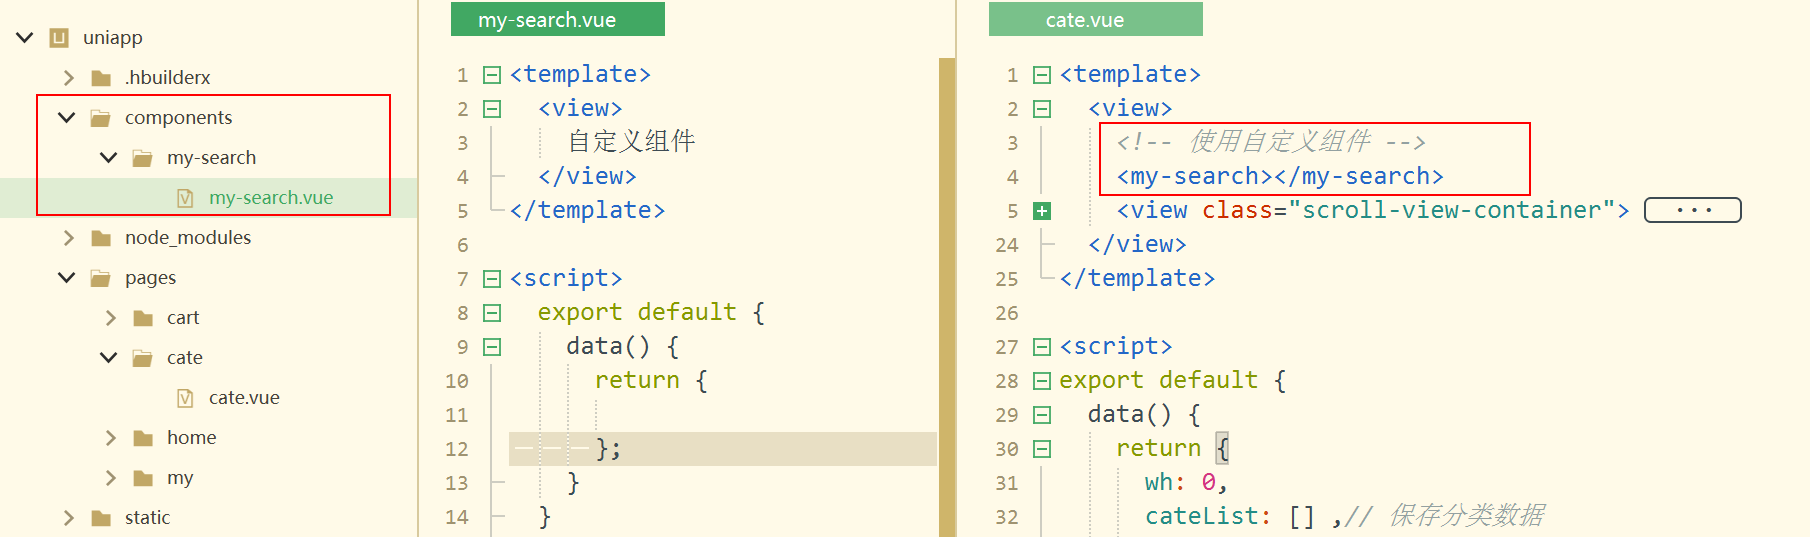 uniapp
.hbuilderx
components
my-search
my-search.vue
node_modules
pages
cart
cate
cate.vue
home
my
static
my-search.vue
1 <template>
2 <view>
3 自定义组件
4 </view>
5 </template>
6
7 <script>
8 export default {
9 data() {
10 return {
11
12 };
13 }
14 }
cate.vue
1 <template>
2 <view>
3 <!-- 使用自定义组件 -->
4 <my-search></my-search>
5 <view class="scroll-view-container"> ...
24 </view>
25 </template>
26
27 <script>
28 export default {
29 data() {
30 return {
31 wh: 0,
32 cateList: [] ,// 保存分类数据